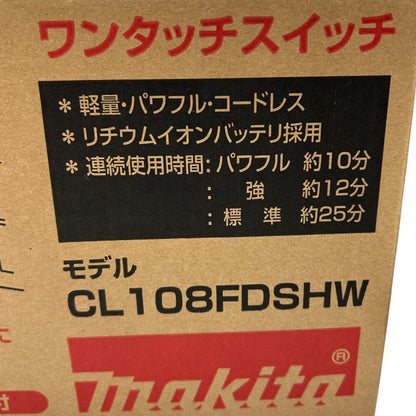 ワンタッチスイッチ
* 軽量・パワフル・コードレス
* リチウムイオンバッテリ採用
* 連続使用時間: パワフル 約10分
: 強 約12分
: 標準 約25分
モデル
CL108FDSHW
に
付
makita®